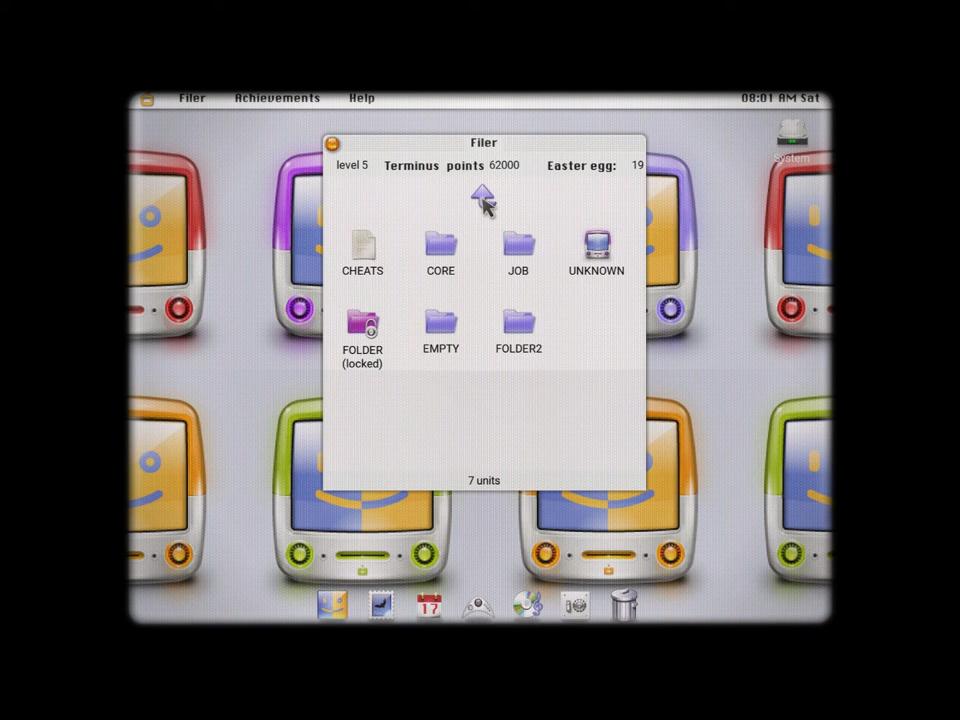 Filer Achievements Help 08:01 AM Sat
System
Filer
level 5 Terminus points 62000 Easter egg: 19
CHEATS CORE JOB UNKNOWN
FOLDER EMPTY FOLDER2
(locked)
7 units
17